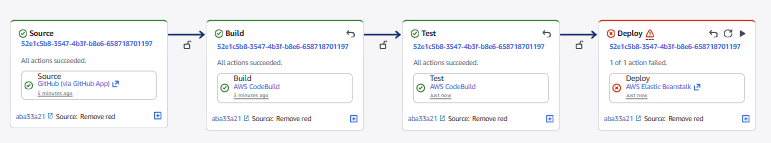 Source
52e1c5b8-3547-4b3f-b8e6-658718701197
All actions succeeded.
Source
GitHub (via GitHub App)
5 minutes ago
aba33a21 Source: Remove red
Build
52e1c5b8-3547-4b3f-b8e6-658718701197
All actions succeeded.
Build
AWS CodeBuild
3 minutes ago
aba33a21 Source: Remove red
Test
52e1c5b8-3547-4b3f-b8e6-658718701197
All actions succeeded.
Test
AWS CodeBuild
Just now
aba33a21 Source: Remove red
Deploy
52e1c5b8-3547-4b3f-b8e6-658718701197
1 of 1 action failed.
Deploy
AWS Elastic Beanstalk
Just now
aba33a21 Source: Remove red